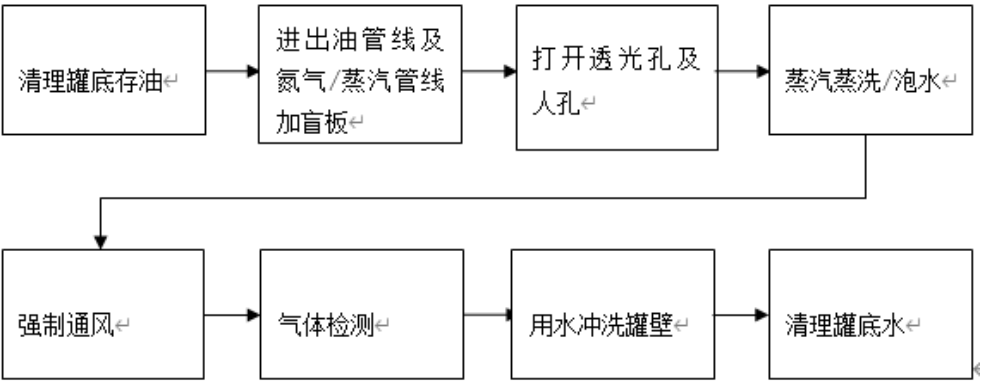 清理罐底存油
进出油管线及
氮气/蒸汽管线
加盲板
打开透光孔及
人孔
蒸汽蒸洗/泡水
强制通风
气体检测
用水冲洗罐壁
清理罐底水